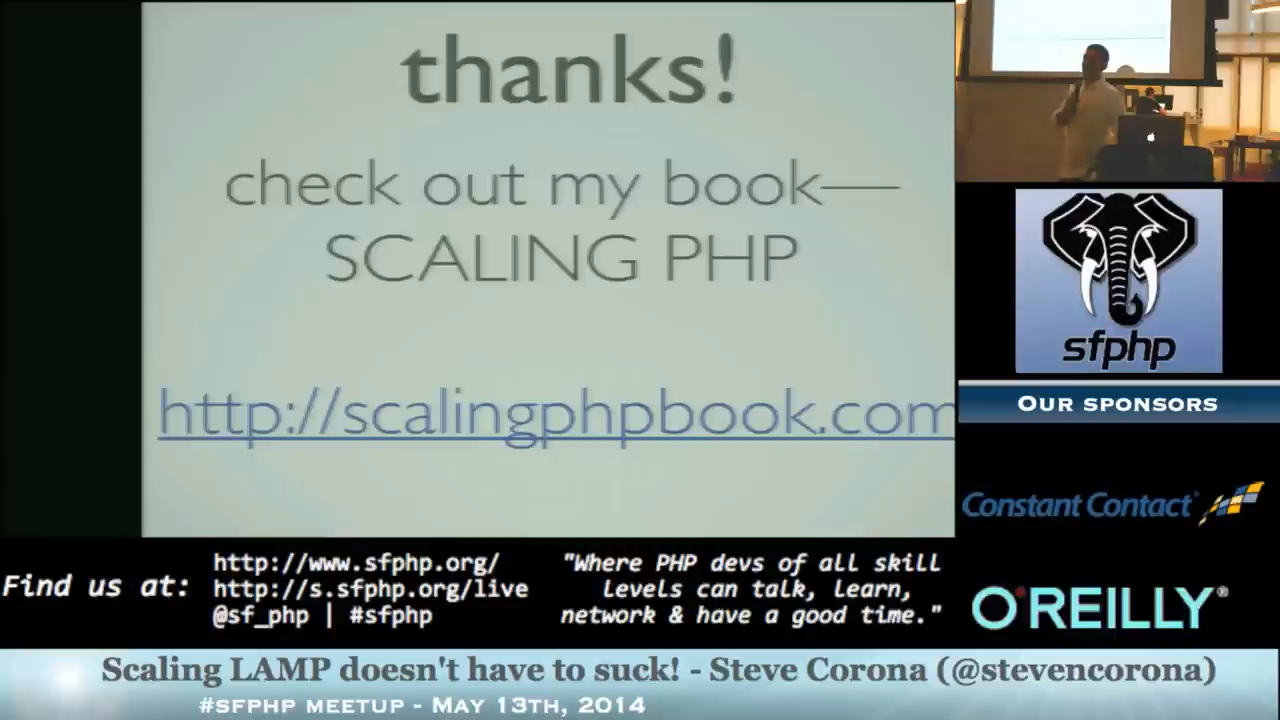 thanks!
check out my book—
SCALING PHP
http://scalingphpbook.com
sfphp
Our sponsors
Constant Contact®
O'REILLY®
Find us at:
http://www.sfphp.org/
http://s.sfphp.org/live
@sf_php | #sfphp
"Where PHP devs of all skill
Levels can talk, learn,
network & have a good time."
Scaling LAMP doesn't have to suck! - Steve Corona (@stevencorona)
#sfphp meetup - May 13th, 2014